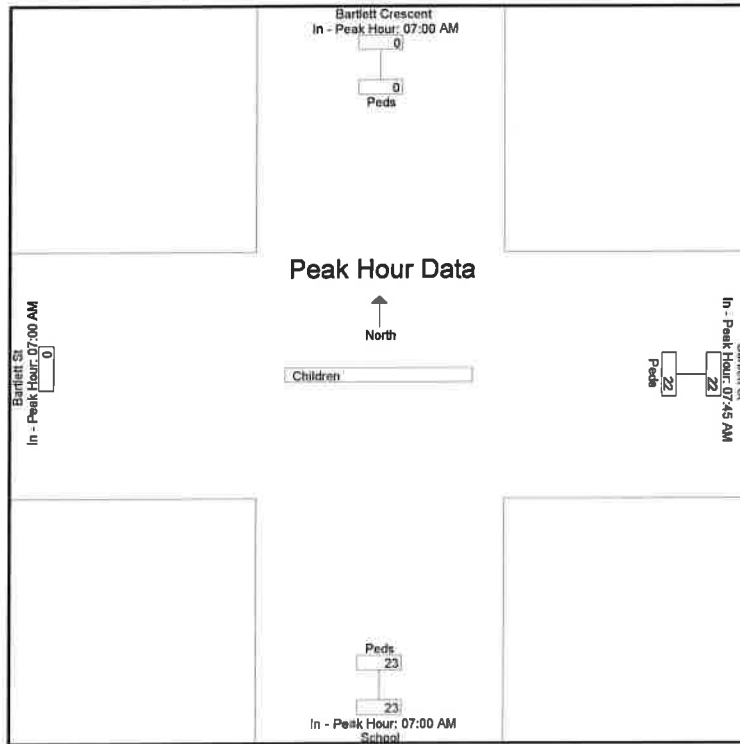 Bartlett Crescent
In - Peak Hour: 07:00 AM
0
0
Peds
Peak Hour Data
North
Children
Bartlett St
In - Peak Hour: 07:00 AM
0
Peds
22
22
In - Peak Hour: 07:45 AM
Peds
23
23
In - Peak Hour: 07:00 AM
School